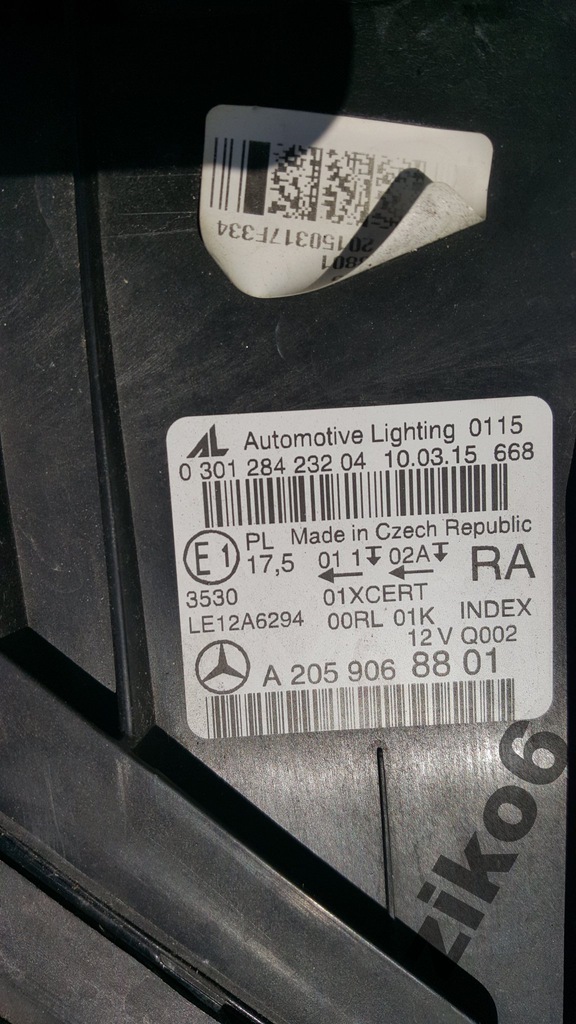 20150317F334
8801
AL Automotive Lighting 0115
0 301 284 232 04 10.03.15 668
E1 PL Made in Czech Republic
17,5 01 1 02A RA
3530 01XCERT
LE12A6294 00RL 01K INDEX
12 V Q002
A 205 906 88 01
ziko6